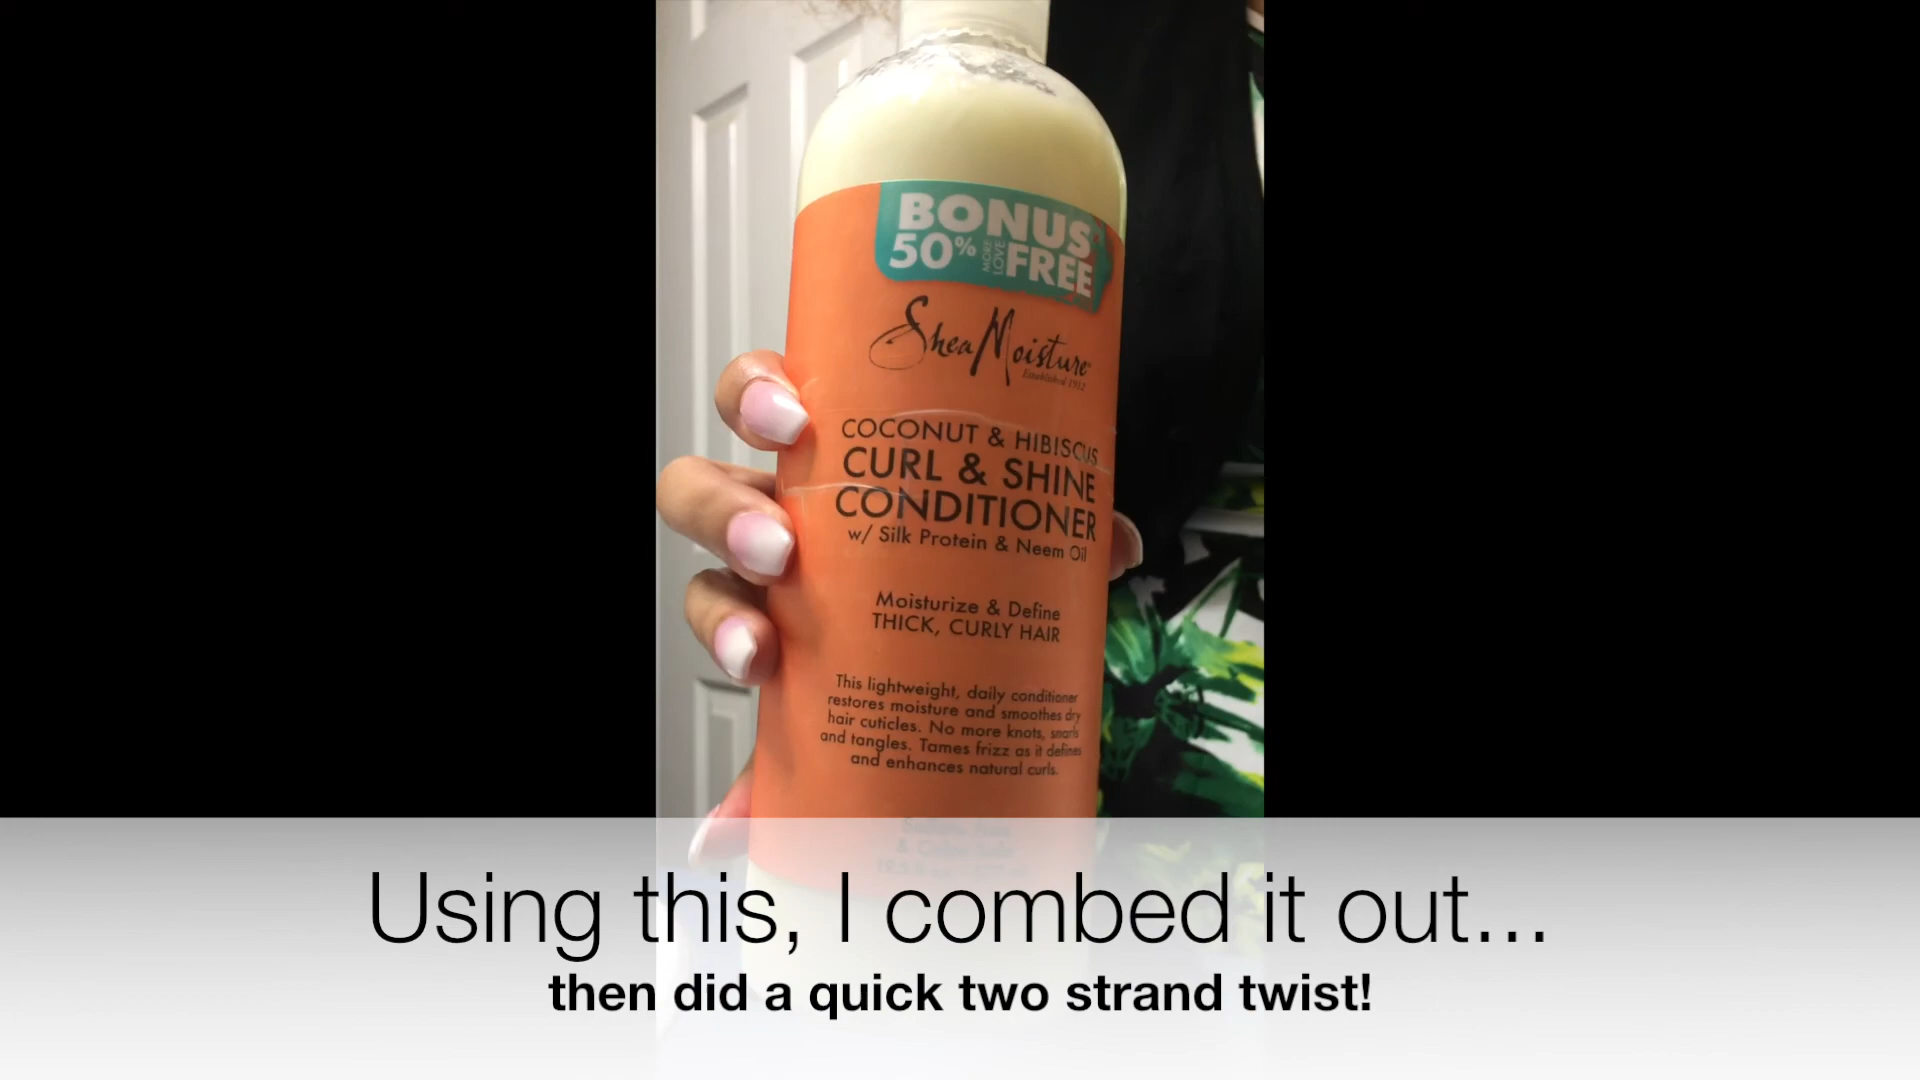 BONUS
50% MORE LOVE FREE
SheaMoisture
Established 1912
COCONUT & HIBISCUS
CURL & SHINE
CONDITIONER
w/ Silk Protein & Neem Oil
Moisturize & Define
THICK, CURLY HAIR
This lightweight, daily conditioner
restores moisture and smoothes dry
hair cuticles. No more knots, snarls
and tangles. Tames frizz as it defines
and enhances natural curls.
Using this, I combed it out...
then did a quick two strand twist!